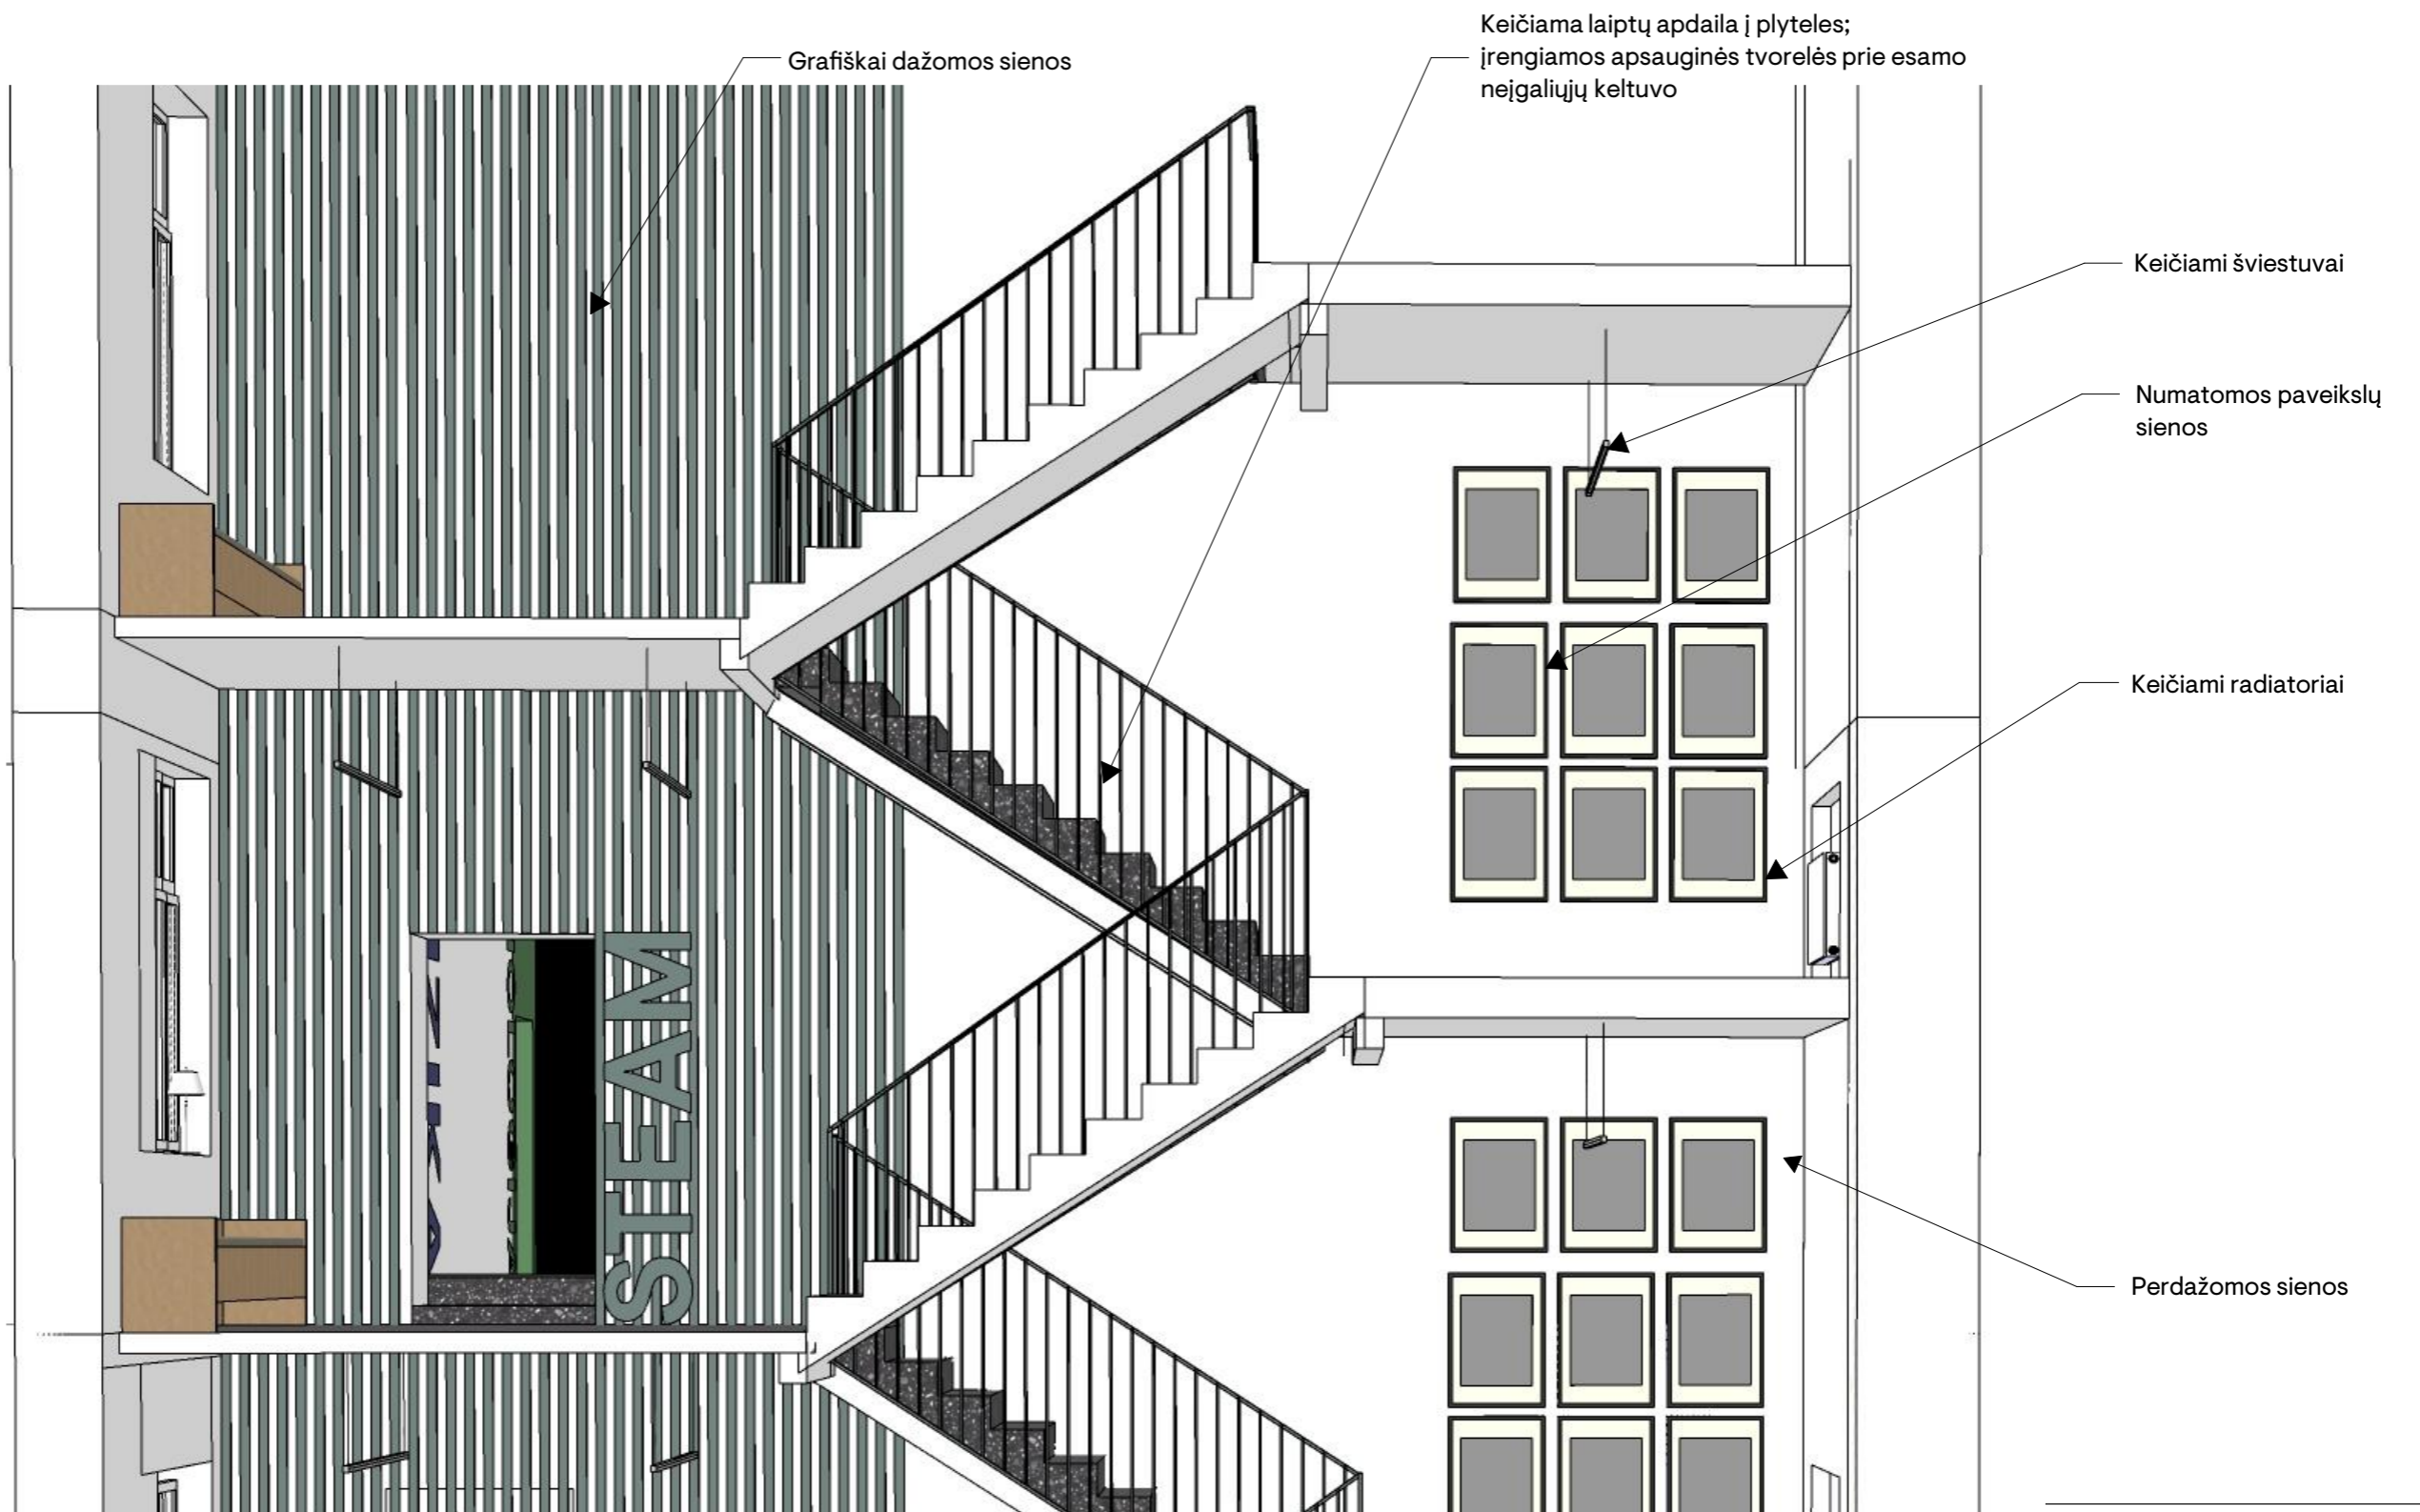 Grafiškai dažomos sienos
Keičiama laiptų apdaila į plyteles;
įrengiamos apsauginės tvorelės prie esamo
neįgaliųjų keltuvo
Keičiami šviestuvai
Numatomos paveikslų
sienos
Keičiami radiatoriai
STEAM
Perdažomos sienos